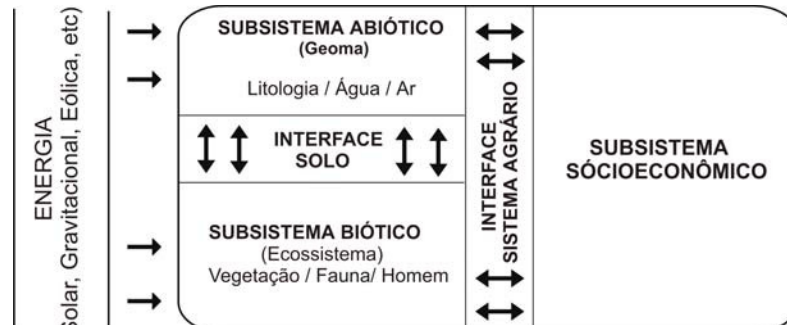 ENERGIA
Solar, Gravitacional, Eólica, etc)
SUBSISTEMA ABIÓTICO
(Geoma)
Litologia / Água / Ar
INTERFACE
SOLO
SUBSISTEMA BIÓTICO
(Ecossistema)
Vegetação / Fauna/ Homem
INTERFACE
SISTEMA AGRÁRIO
SUBSISTEMA
SÓCIOECONÔMICO